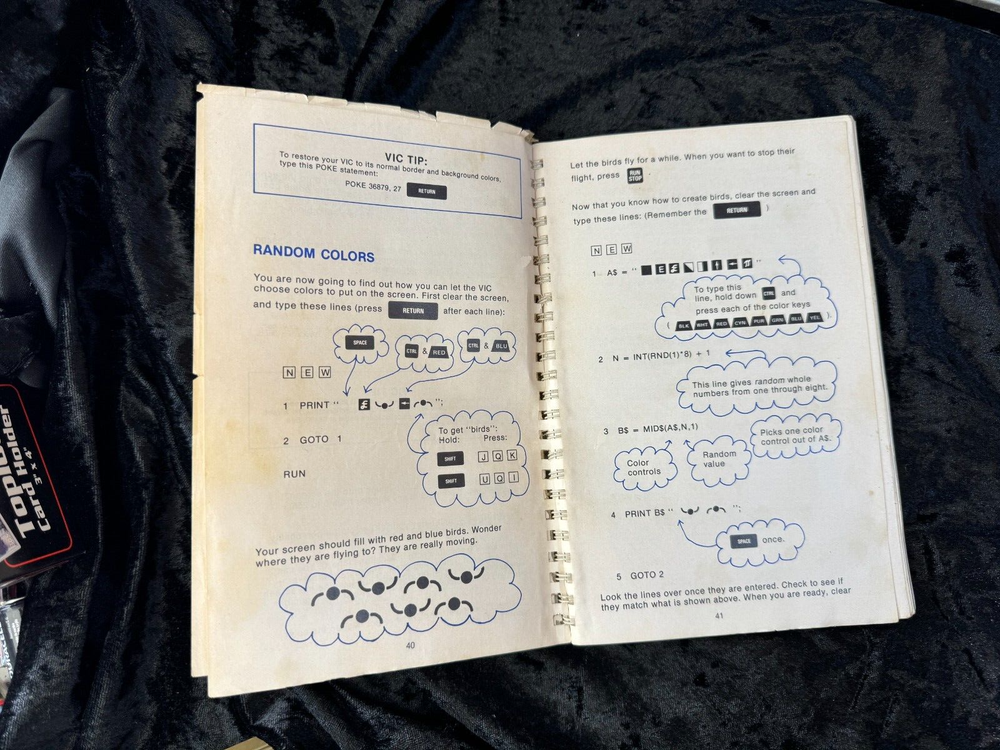 VIC TIP:
To restore your VIC to its normal border and background colors,
type this POKE statement:
POKE 36879, 27 RETURN
RANDOM COLORS
You are now going to find out how you can let the VIC
choose colors to put on the screen. First clear the screen,
and type these lines (press RETURN after each line):
SPACE
CTRL & RED
CTRL & BLU
N E W
1 PRINT "
";
To get "birds":
Hold: Press:
SHIFT J Q K
SHIFT U Q I
2 GOTO 1
RUN
Your screen should fill with red and blue birds. Wonder
where they are flying to? They are really moving.
40
Let the birds fly for a while. When you want to stop their
flight, press RUN STOP
Now that you know how to create birds, clear the screen and
type these lines: (Remember the RETURN )
N E W
1 A$ = " E £ "
To type this
line, hold down CTRL and
press each of the color keys
( BLK WHT RED CYN PUR GRN BLU YEL ).
2 N = INT(RND(1)*8) + 1
This line gives random whole
numbers from one through eight.
3 B$ = MID$(A$,N,1)
Picks one color
control out of A$.
Color
controls
Random
value
4 PRINT B$ " ";
SPACE once.
5 GOTO 2
Look the lines over once they are entered. Check to see if
they match what is shown above. When you are ready, clear
41
Toploader
Card Holder
3" x 4"